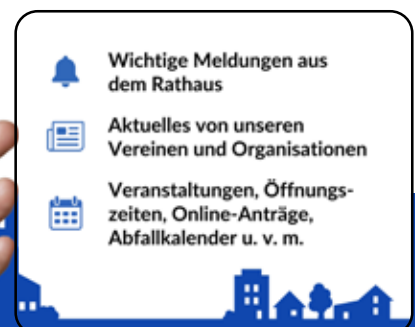 Wichtige Meldungen aus
dem Rathaus
Aktuelles von unseren
Vereinen und Organisationen
Veranstaltungen, Öffnungs-
zeiten, Online-Anträge,
Abfallkalender u. v. m.